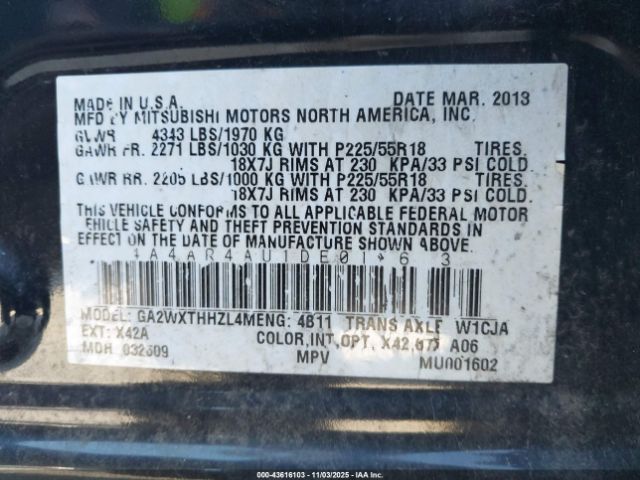 MADE IN U.S.A. DATE MAR. 2013
MFD BY MITSUBISHI MOTORS NORTH AMERICA, INC.
GVWR 4343 LBS/1970 KG
GAWR FR. 2271 LBS/1030 KG WITH P225/55R18 TIRES.
18X7J RIMS AT 230 KPA/33 PSI COLD.
GAWR RR. 2205 LBS/1000 KG WITH P225/55R18 TIRES.
18X7J RIMS AT 230 KPA/33 PSI COLD.
THIS VEHICLE CONFORMS TO ALL APPLICABLE FEDERAL MOTOR
VEHICLE SAFETY AND THEFT PREVENTION STANDARDS IN
EFFECT ON THE DATE OF MANUFACTURE SHOWN ABOVE.
MODEL: GA2WXTHHZL4M ENG: 4B11 TRANS AXLE W1CJA
EXT: X42A COLOR,INT,OPT, A06
MDH MPV MU001602
000-43616103 - 11/03/2025 - IAA Inc.